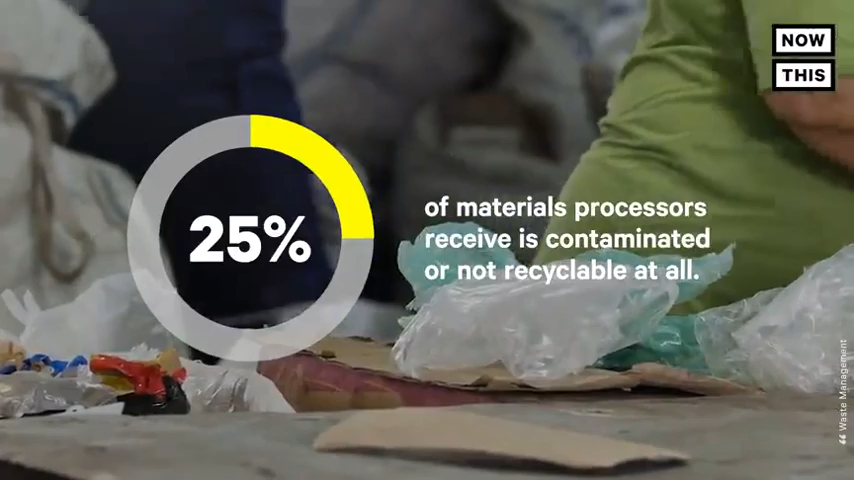 NOW
THIS
25%
of materials processors
receive is contaminated
or not recyclable at all.
“ Waste Management